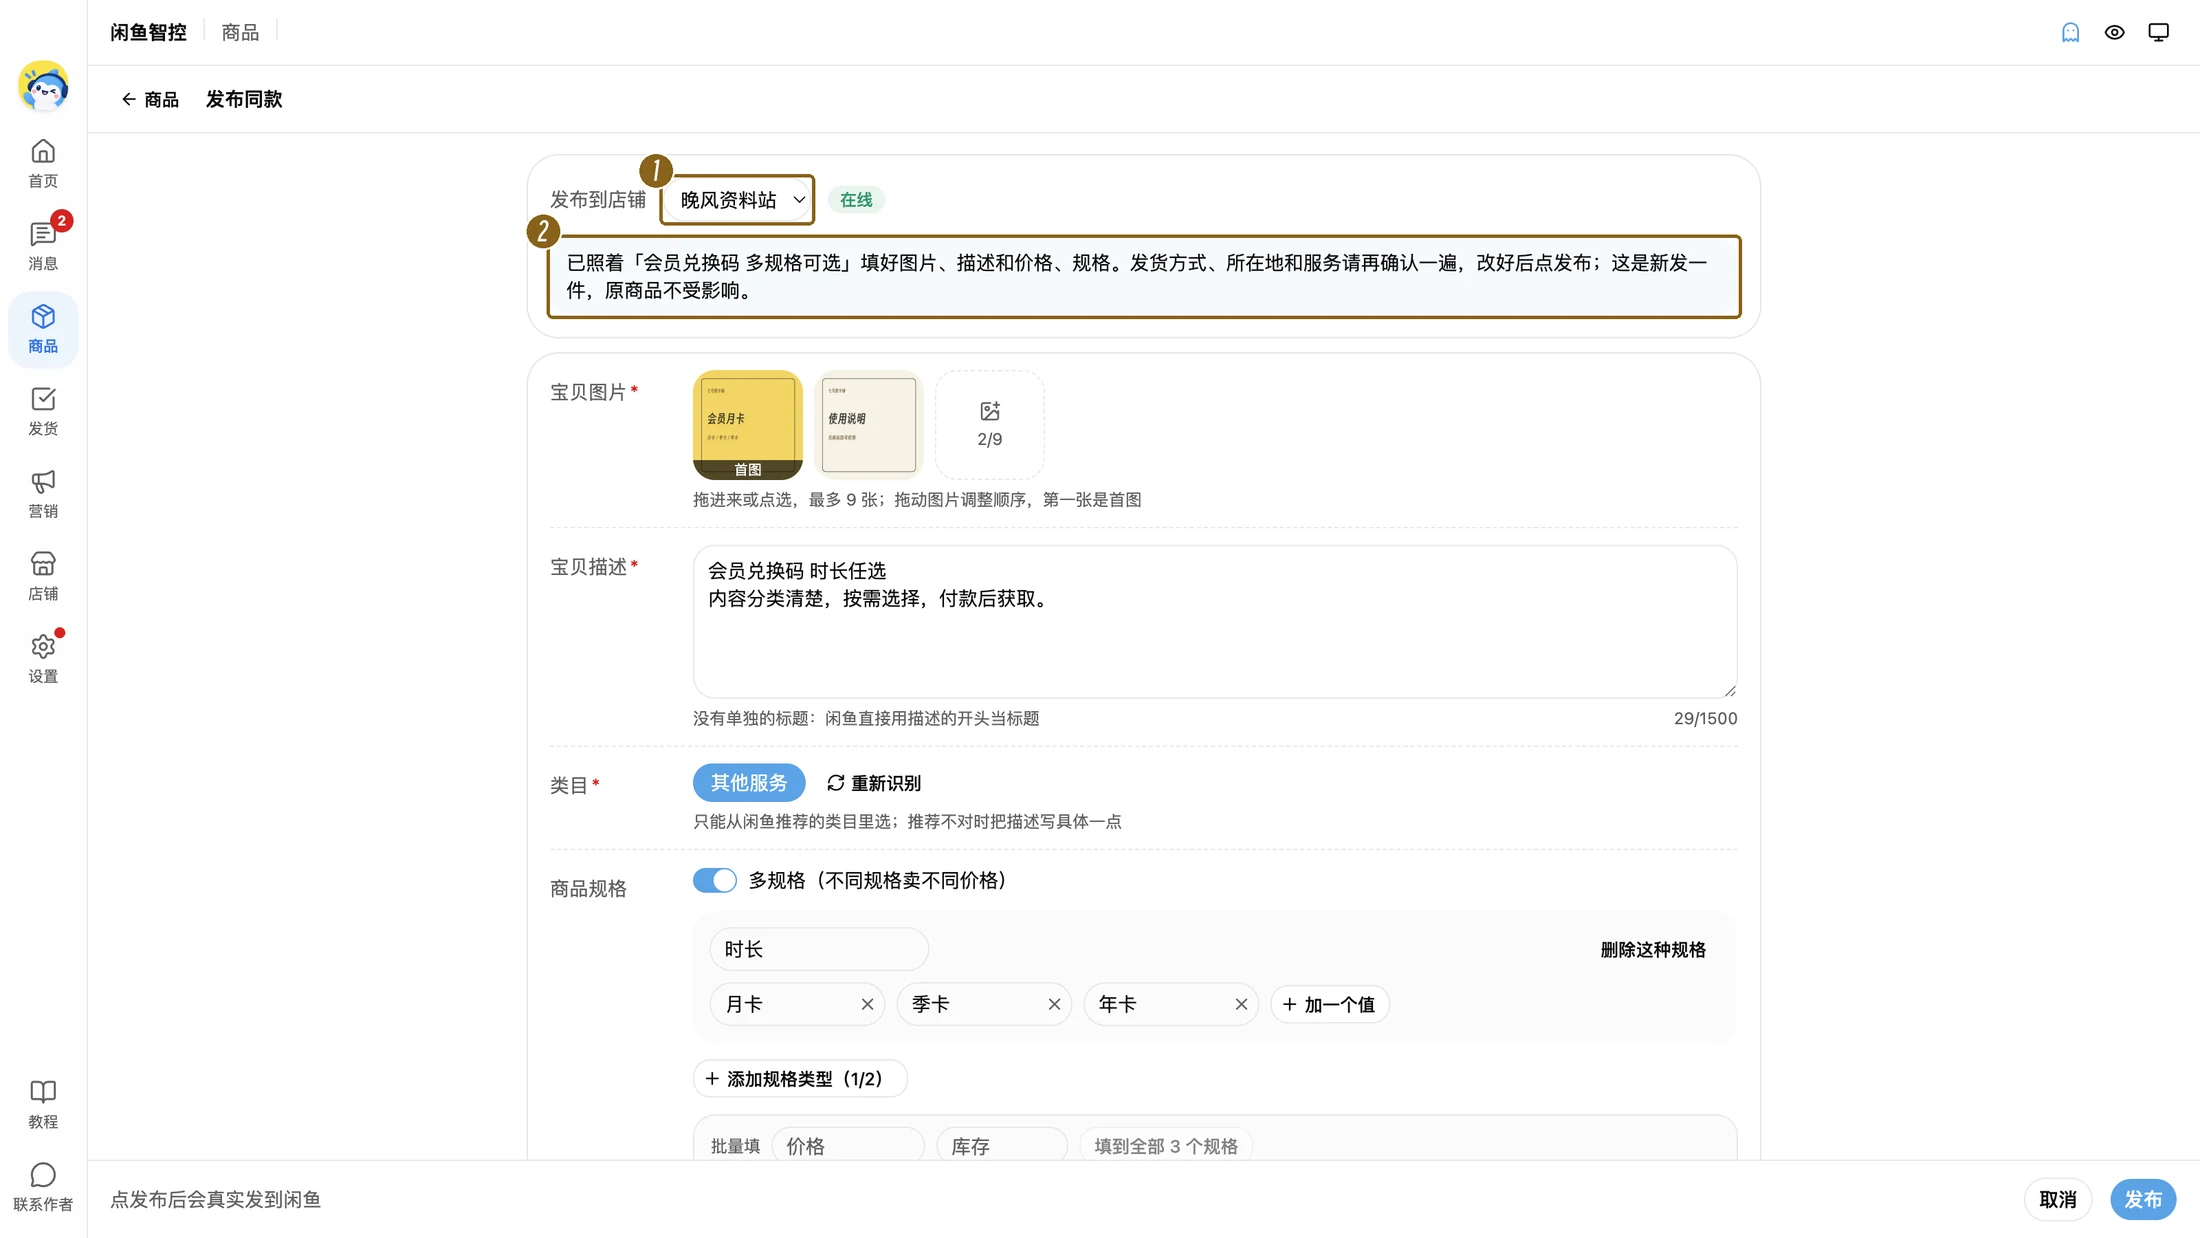 闲鱼智控
商品
首页
2
消息
商品
发货
营销
店铺
设置
教程
联系作者
← 商品
发布同款
1
发布到店铺
晚风资料站
在线
2
已照着「会员兑换码 多规格可选」填好图片、描述和价格、规格。发货方式、所在地和服务请再确认一遍，改好后点发布；这是新发一
件，原商品不受影响。
宝贝图片*
会员月卡
月卡 / 季卡 / 年卡
首图
使用说明
2/9
拖进来或点选，最多 9 张；拖动图片调整顺序，第一张是首图
宝贝描述*
会员兑换码 时长任选
内容分类清楚，按需选择，付款后获取。
没有单独的标题：闲鱼直接用描述的开头当标题
29/1500
类目*
其他服务
重新识别
只能从闲鱼推荐的类目里选；推荐不对时把描述写具体一点
商品规格
多规格（不同规格卖不同价格）
时长
删除这种规格
月卡
季卡
年卡
+ 加一个值
+ 添加规格类型（1/2）
批量填
价格
库存
填到全部 3 个规格
点发布后会真实发到闲鱼
取消
发布